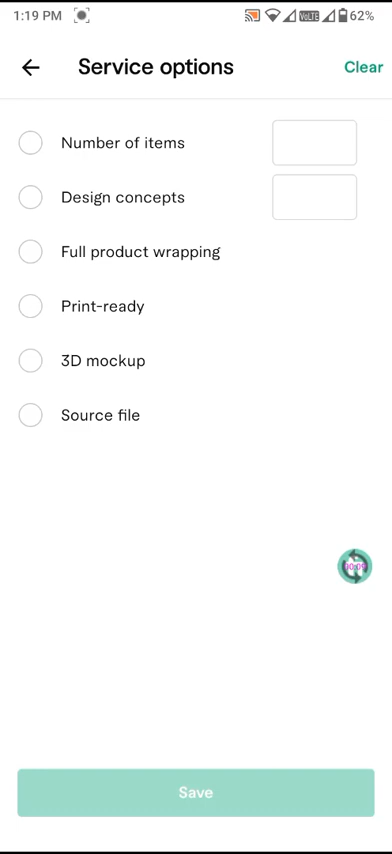 1:19 PM VoLTE 62%
Service options Clear
Number of items
Design concepts
Full product wrapping
Print-ready
3D mockup
Source file
Save